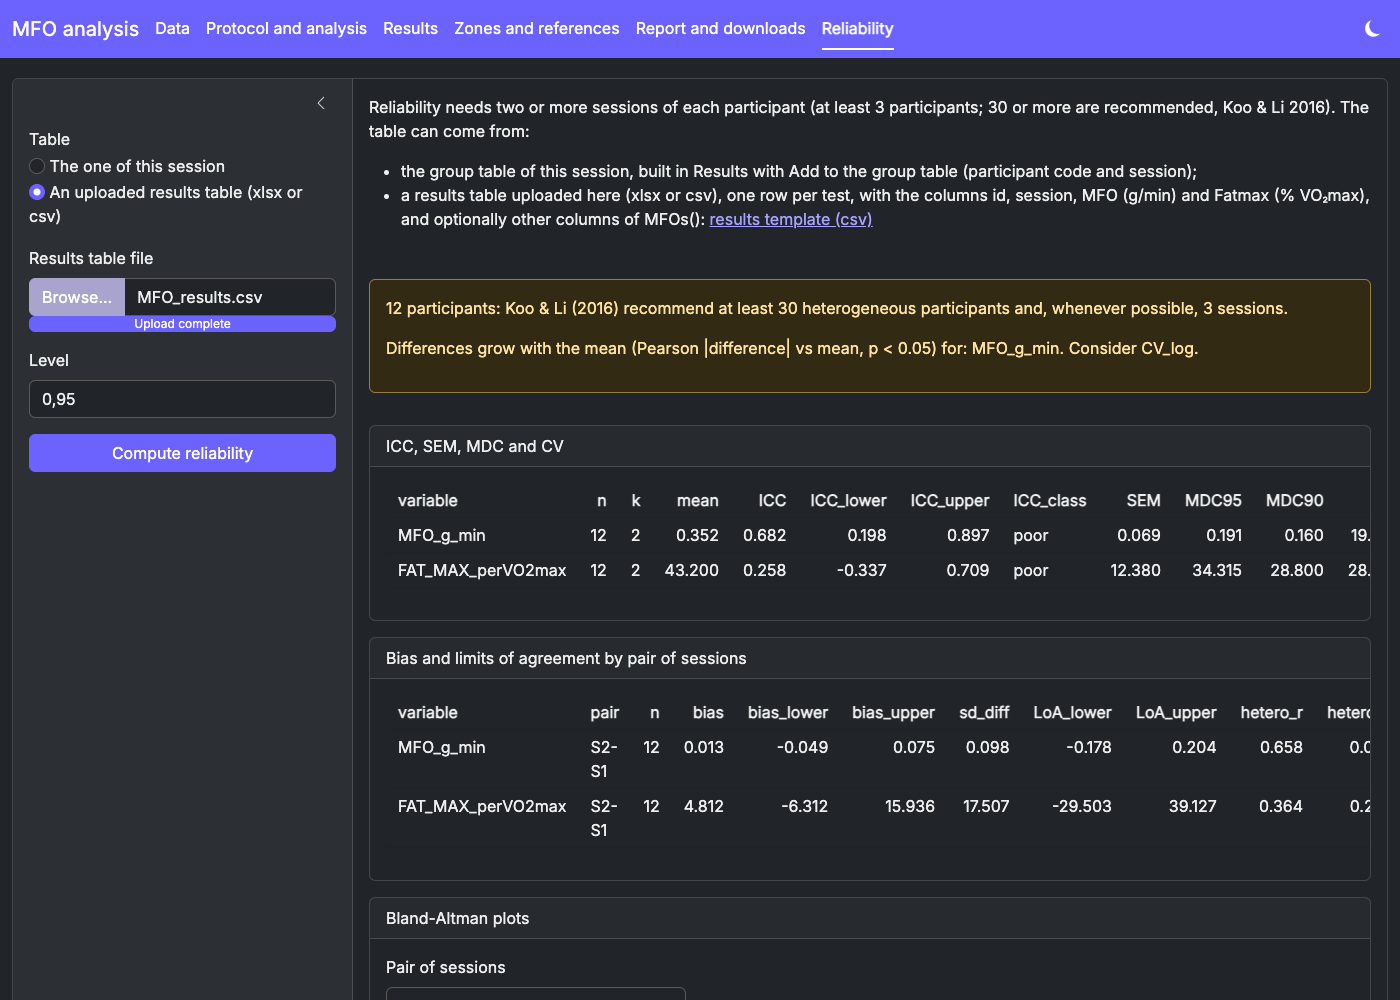 MFO analysis Data Protocol and analysis Results Zones and references Report and downloads Reliability
Table
The one of this session
An uploaded results table (xlsx or
csv)
Results table file
Browse... MFO_results.csv
Upload complete
Level
0,95
Compute reliability
Reliability needs two or more sessions of each participant (at least 3 participants; 30 or more are recommended, Koo & Li 2016). The
table can come from:
• the group table of this session, built in Results with Add to the group table (participant code and session);
• a results table uploaded here (xlsx or csv), one row per test, with the columns id, session, MFO (g/min) and Fatmax (% VO₂max),
and optionally other columns of MFOs(): results template (csv)
12 participants: Koo & Li (2016) recommend at least 30 heterogeneous participants and, whenever possible, 3 sessions.
Differences grow with the mean (Pearson |difference| vs mean, p < 0.05) for: MFO_g_min. Consider CV_log.
ICC, SEM, MDC and CV
variable n k mean ICC ICC_lower ICC_upper ICC_class SEM MDC95 MDC90
MFO_g_min 12 2 0.352 0.682 0.198 0.897 poor 0.069 0.191 0.160 19.
FAT_MAX_perVO2max 12 2 43.200 0.258 -0.337 0.709 poor 12.380 34.315 28.800 28.
Bias and limits of agreement by pair of sessions
variable pair n bias bias_lower bias_upper sd_diff LoA_lower LoA_upper hetero_r hetero
MFO_g_min S2- 12 0.013 -0.049 0.075 0.098 -0.178 0.204 0.658 0.0
S1
FAT_MAX_perVO2max S2- 12 4.812 -6.312 15.936 17.507 -29.503 39.127 0.364 0.2
S1
Bland-Altman plots
Pair of sessions